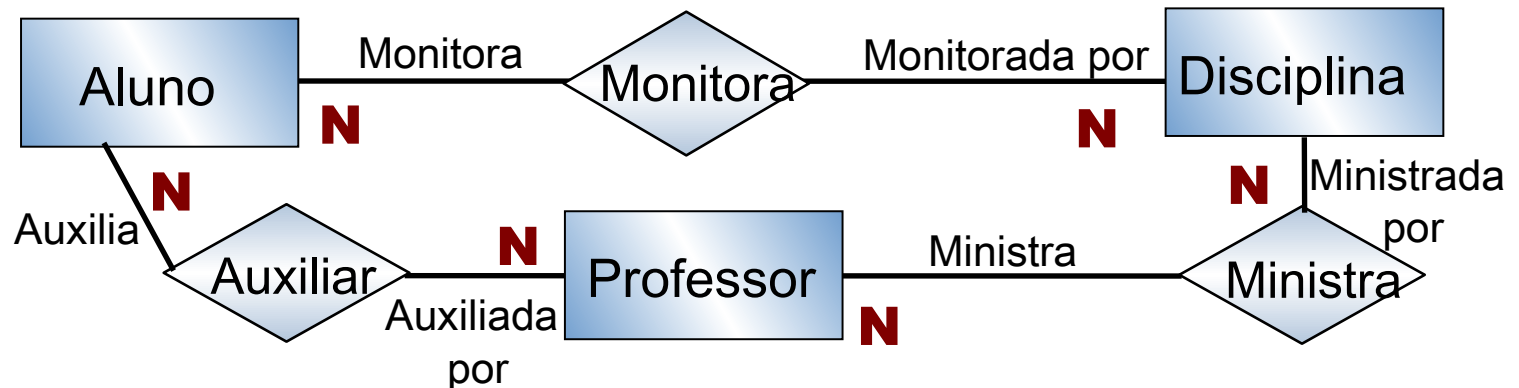 Aluno
Monitora
Monitora
Monitorada por
Disciplina
N
N
N
Ministrada
por
N
Auxilia
Auxiliar
N
Auxiliada
por
Professor
Ministra
N
Ministra